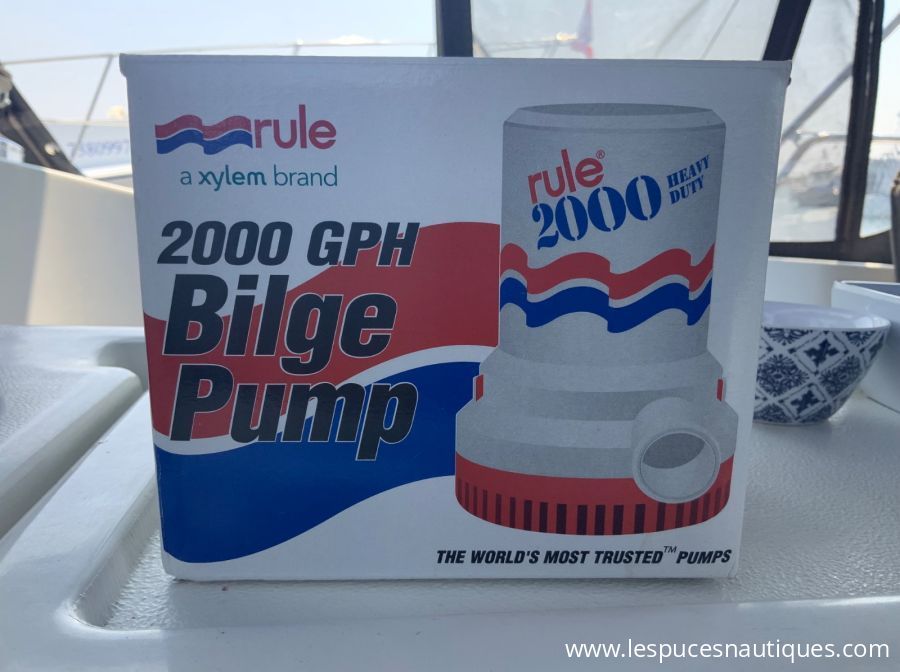 rule
a xylem brand
2000 GPH
Bilge
Pump
rule®
2000 HEAVY DUTY
THE WORLD'S MOST TRUSTED™ PUMPS
www.lespucesnautiques.com